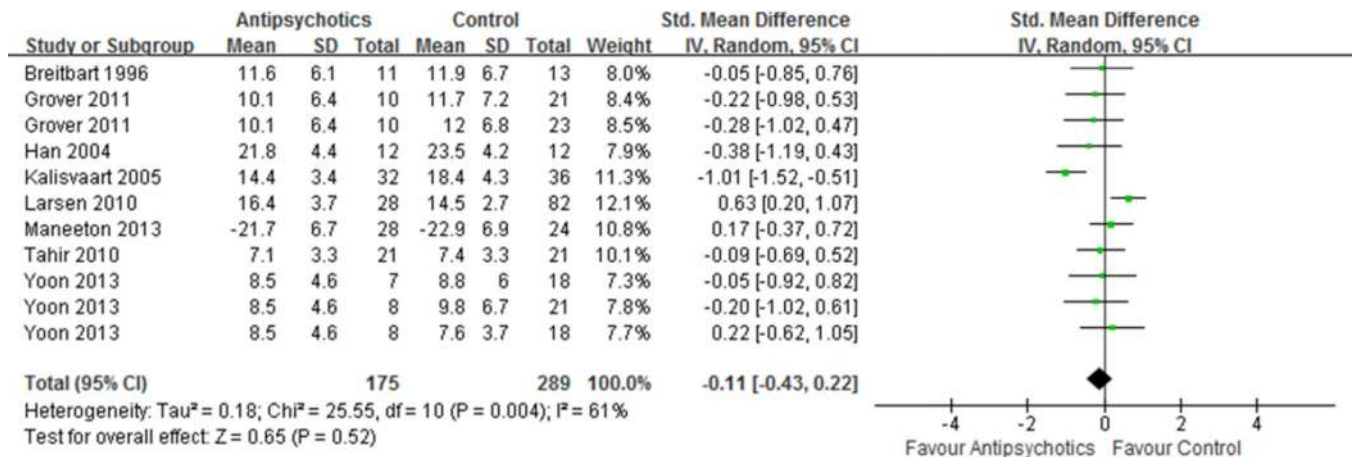 Antipsychotics Control Std. Mean Difference Std. Mean Difference
Study or Subgroup Mean SD Total Mean SD Total Weight IV, Random, 95% CI IV, Random, 95% CI
Breitbart 1996 11.6 6.1 11 11.9 6.7 13 8.0% -0.05 [-0.85, 0.76]
Grover 2011 10.1 6.4 10 11.7 7.2 21 8.4% -0.22 [-0.98, 0.53]
Grover 2011 10.1 6.4 10 12 6.8 23 8.5% -0.28 [-1.02, 0.47]
Han 2004 21.8 4.4 12 23.5 4.2 12 7.9% -0.38 [-1.19, 0.43]
Kalisvaart 2005 14.4 3.4 32 18.4 4.3 36 11.3% -1.01 [-1.52, -0.51]
Larsen 2010 16.4 3.7 28 14.5 2.7 82 12.1% 0.63 [0.20, 1.07]
Maneeton 2013 -21.7 6.7 28 -22.9 6.9 24 10.8% 0.17 [-0.37, 0.72]
Tahir 2010 7.1 3.3 21 7.4 3.3 21 10.1% -0.09 [-0.69, 0.52]
Yoon 2013 8.5 4.6 7 8.8 6 18 7.3% -0.05 [-0.92, 0.82]
Yoon 2013 8.5 4.6 8 9.8 6.7 21 7.8% -0.20 [-1.02, 0.61]
Yoon 2013 8.5 4.6 8 7.6 3.7 18 7.7% 0.22 [-0.62, 1.05]
Total (95% CI) 175 289 100.0% -0.11 [-0.43, 0.22]
Heterogeneity: Tau² = 0.18; Chi² = 25.55, df = 10 (P = 0.004); I² = 61%
Test for overall effect: Z = 0.65 (P = 0.52)
-4 -2 0 2 4
Favour Antipsychotics Favour Control